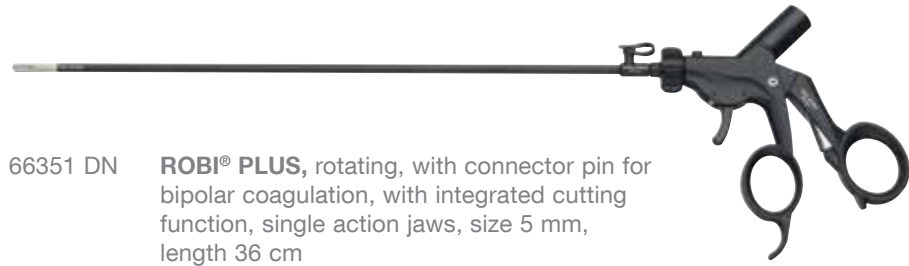 66351 DN ROBI® PLUS, rotating, with connector pin for
bipolar coagulation, with integrated cutting
function, single action jaws, size 5 mm,
length 36 cm